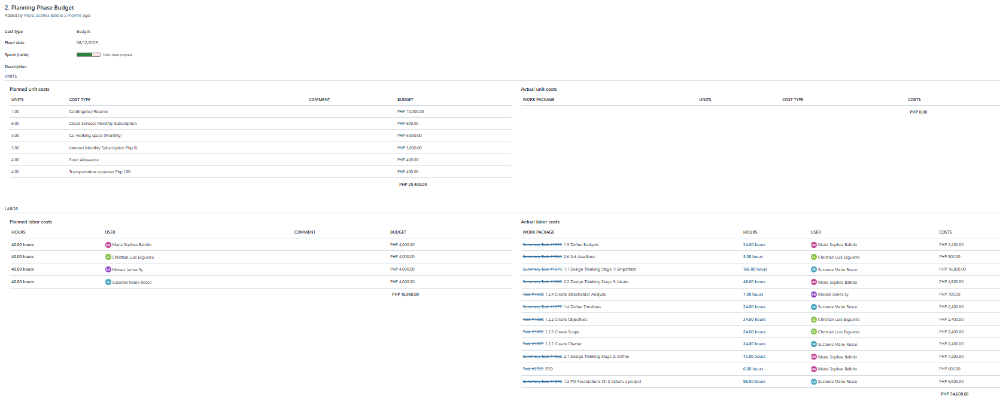 2. Planning Phase Budget
Added by Maria Sophea Balidio 2 months ago.
Cost type Budget
Fixed date 08/12/2025
Spent (ratio) 150% Total progress
Description
UNITS
Planned unit costs
UNITS COST TYPE COMMENT BUDGET
1.00 Contingency Reserve PHP 10,000.00
6.00 Cloud Services Monthly Subscription PHP 600.00
3.00 Co-working space (Monthly) PHP 6,000.00
3.00 Internet Monthly Subscription Php1K PHP 3,000.00
4.00 Food Allowance PHP 400.00
4.00 Transportation expenses Php 100 PHP 400.00
PHP 20,400.00
Actual unit costs
WORK PACKAGE UNITS COST TYPE COSTS
PHP 0.00
LABOR
Planned labor costs
HOURS USER COMMENT BUDGET
40.00 hours MB Maria Sophea Balidio PHP 4,000.00
40.00 hours CE Christian Luis Esguerra PHP 4,000.00
40.00 hours MS Moises James Sy PHP 4,000.00
40.00 hours SR Suzanne Marie Rosco PHP 4,000.00
PHP 16,000.00
Actual labor costs
WORK PACKAGE HOURS USER COSTS
Summary Task #1076: 1.3 Define Budgets 24.00 hours MB Maria Sophea Balidio PHP 2,400.00
Summary Task #1063: 2.6 Set deadlines 5.00 hours CE Christian Luis Esguerra PHP 500.00
Summary Task #1079: 1.1 Design Thinking Stage 1: Empathize 168.00 hours SR Suzanne Marie Rosco PHP 16,800.00
Summary Task #1080: 2.2 Design Thinking Stage 3: Ideate 48.00 hours MB Maria Sophea Balidio PHP 4,800.00
Task #1090: 1.2.4 Create Stakeholder Analysis 7.00 hours MS Moises James Sy PHP 700.00
Summary Task #1077: 1.4 Define Timelines 24.00 hours SR Suzanne Marie Rosco PHP 2,400.00
Task #1088: 1.2.2 Create Objectives 24.00 hours CE Christian Luis Esguerra PHP 2,400.00
Task #1089: 1.2.3 Create Scope 24.00 hours CE Christian Luis Esguerra PHP 2,400.00
Task #1087: 1.2.1 Create Charter 24.00 hours SR Suzanne Marie Rosco PHP 2,400.00
Summary Task #1062: 2.1 Design Thinking Stage 2: Define 72.00 hours MB Maria Sophea Balidio PHP 7,200.00
Task #2722: ERD 6.00 hours MB Maria Sophea Balidio PHP 600.00
Summary Task #1078: 1.2 PM Foundations Ch 2 Initiate a project 96.00 hours SR Suzanne Marie Rosco PHP 9,600.00
PHP 54,600.00